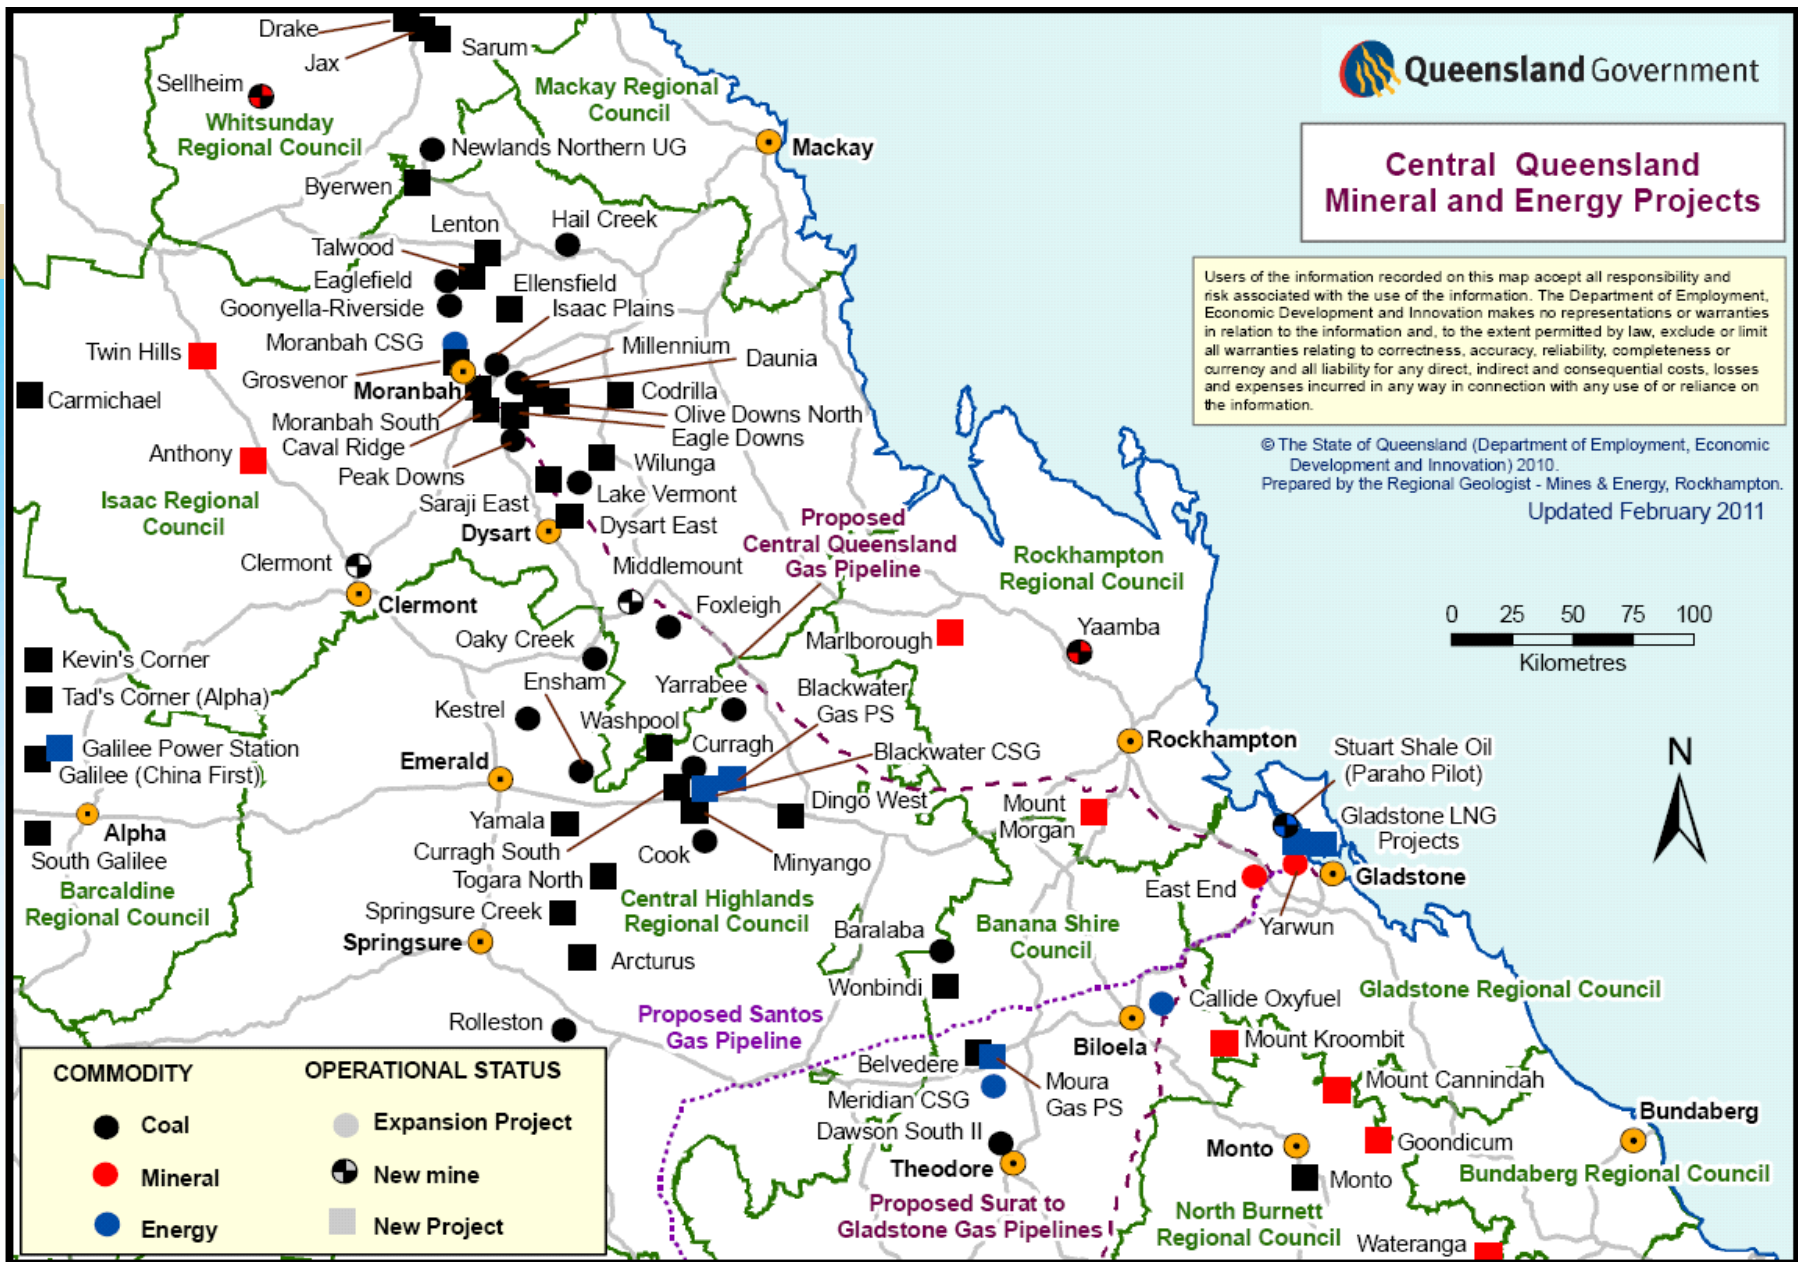 Drake
Jax
Sarum
Sellheim
Whitsunday
Regional Council
Mackay Regional
Council
Queensland Government
Central Queensland
Mineral and Energy Projects
Mackay
Newlands Northern UG
Byerwen
Lenton
Hail Creek
Talwood
Eaglefield
Ellensfield
Goonyella-Riverside
Isaac Plains
Moranbah CSG
Millennium
Daunia
Twin Hills
Grosvenor
Moranbah
Codrilla
Carmichael
Moranbah South
Olive Downs North
Caval Ridge
Eagle Downs
Anthony
Peak Downs
Wilunga
Saraji East
Lake Vermont
Isaac Regional
Council
Dysart
Dysart East
Users of the information recorded on this map accept all responsibility and
risk associated with the use of the information. The Department of Employment,
Economic Development and Innovation makes no representations or warranties
in relation to the information and, to the extent permitted by law, exclude or limit
all warranties relating to correctness, accuracy, reliability, completeness or
currency and all liability for any direct, indirect and consequential costs, losses
and expenses incurred in any way in connection with any use of or reliance on
the information.
© The State of Queensland (Department of Employment, Economic
Development and Innovation) 2010.
Prepared by the Regional Geologist - Mines & Energy, Rockhampton.
Updated February 2011
Proposed
Central Queensland
Gas Pipeline
Rockhampton
Regional Council
Clermont
Clermont
Middlemount
Foxleigh
Oaky Creek
Marlborough
Yaamba
0 25 50 75 100
Kilometres
Kevin's Corner
Tad's Corner (Alpha)
Ensham
Yarrabee
Blackwater
Gas PS
Kestrel
Washpool
Curragh
Blackwater CSG
Galilee Power Station
Galilee (China First)
Emerald
Rockhampton
Stuart Shale Oil
(Paraho Pilot)
N
Alpha
South Galilee
Yamala
Dingo West
Mount
Morgan
Gladstone LNG
Projects
Curragh South
Cook
Minyango
Togara North
East End
Gladstone
Barcaldine
Regional Council
Springsure Creek
Central Highlands
Regional Council
Baralaba
Banana Shire
Council
Yarwun
Springsure
Arcturus
Wonbindi
Callide Oxyfuel
Gladstone Regional Council
Rolleston
Proposed Santos
Gas Pipeline
Biloela
Mount Kroombit
Belvedere
Moura
Gas PS
Mount Cannindah
Meridian CSG
Dawson South II
Theodore
Monto
Goondicum
Bundaberg
Monto
Bundaberg Regional Council
Proposed Surat to
Gladstone Gas Pipelines
North Burnett
Regional Council
Wateranga
COMMODITY
OPERATIONAL STATUS
Coal
Expansion Project
Mineral
New mine
Energy
New Project